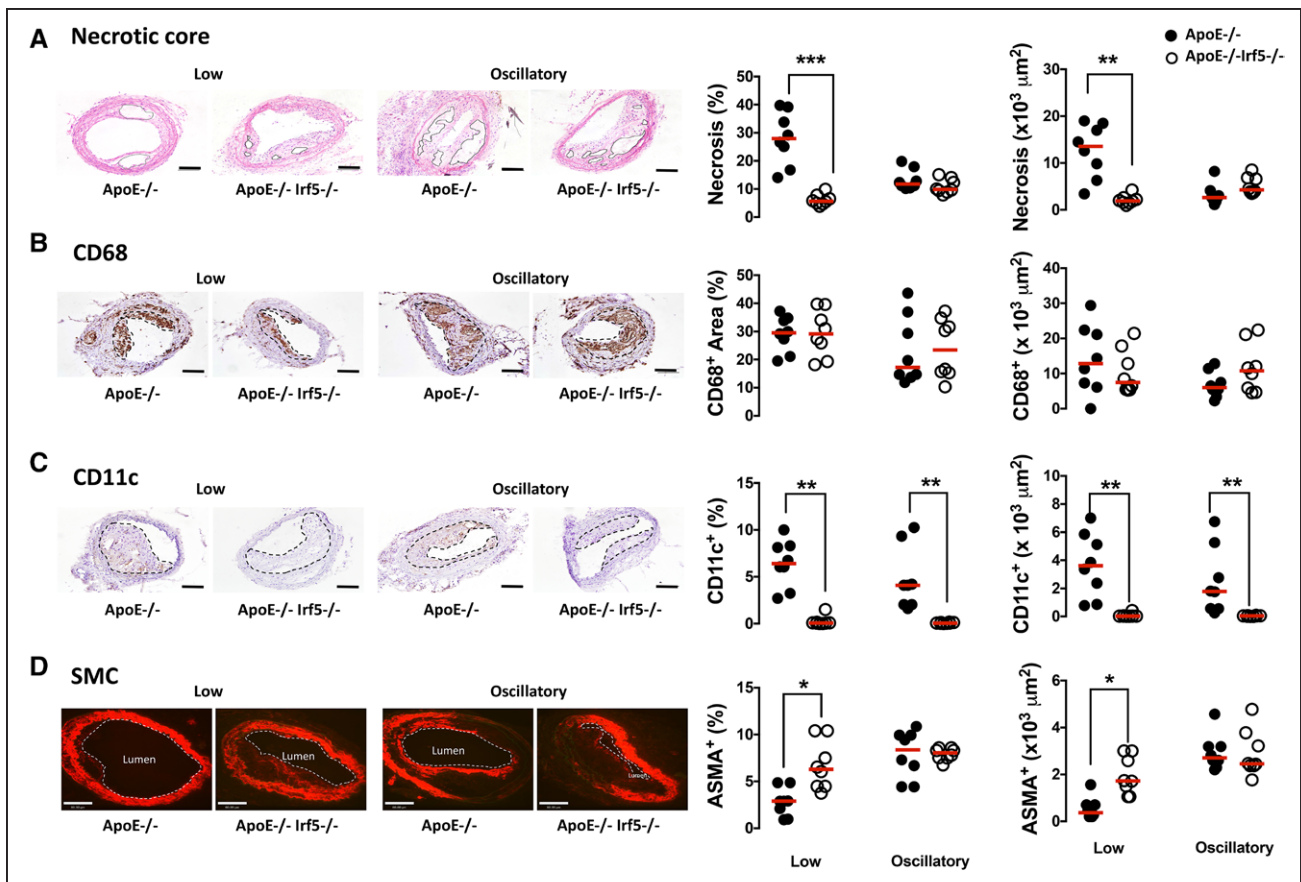 A Necrotic core
Low Oscillatory
ApoE-/- ApoE-/- Irf5-/- ApoE-/- ApoE-/- Irf5-/-
Necrosis (%)
50
40
30
20
10
0
***
Necrosis (x10³ µm²)
30
20
10
0
**
ApoE-/-
ApoE-/-Irf5-/-
B CD68
Low Oscillatory
ApoE-/- ApoE-/- Irf5-/- ApoE-/- ApoE-/- Irf5-/-
CD68⁺ Area (%)
50
40
30
20
10
0
CD68⁺ (x 10³ µm²)
40
30
20
10
0
C CD11c
Low Oscillatory
ApoE-/- ApoE-/- Irf5-/- ApoE-/- ApoE-/- Irf5-/-
CD11c⁺ (%)
15
10
5
0
** **
CD11c⁺ (x 10³ µm²)
10
8
6
4
2
0
** **
D SMC
Low Oscillatory
Lumen Lumen Lumen Lumen
ApoE-/- ApoE-/- Irf5-/- ApoE-/- ApoE-/- Irf5-/-
ASMA⁺ (%)
15
10
5
0
*
Low Oscillatory
ASMA⁺ (x10³ µm²)
6
4
2
0
*
Low Oscillatory